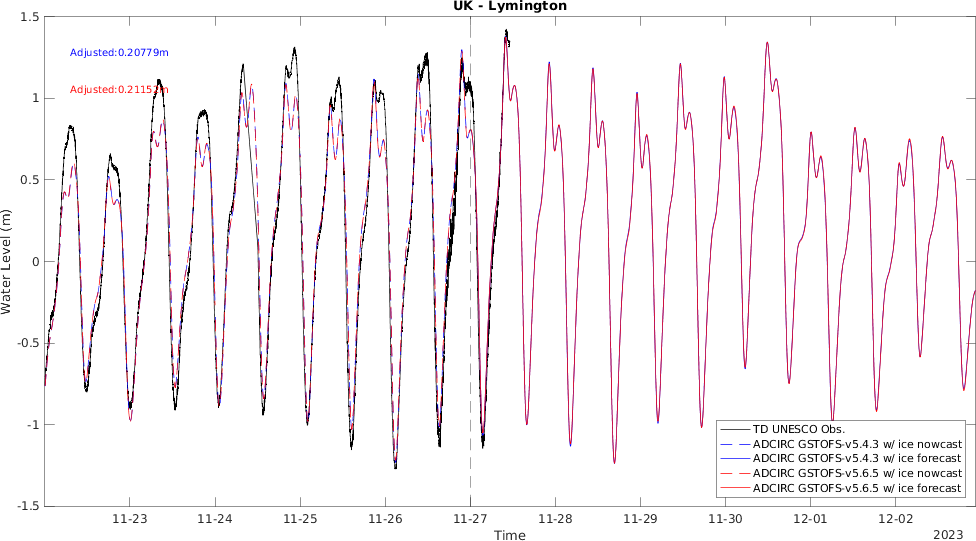 UK - Lymington
1.5
1
0.5
0
-0.5
-1
-1.5
Water Level (m)
Adjusted:0.20779m
Adjusted:0.21152m
TD UNESCO Obs.
ADCIRC GSTOFS-v5.4.3 w/ ice nowcast
ADCIRC GSTOFS-v5.4.3 w/ ice forecast
ADCIRC GSTOFS-v5.6.5 w/ ice nowcast
ADCIRC GSTOFS-v5.6.5 w/ ice forecast
11-23 11-24 11-25 11-26 11-27 11-28 11-29 11-30 12-01 12-02
Time
2023